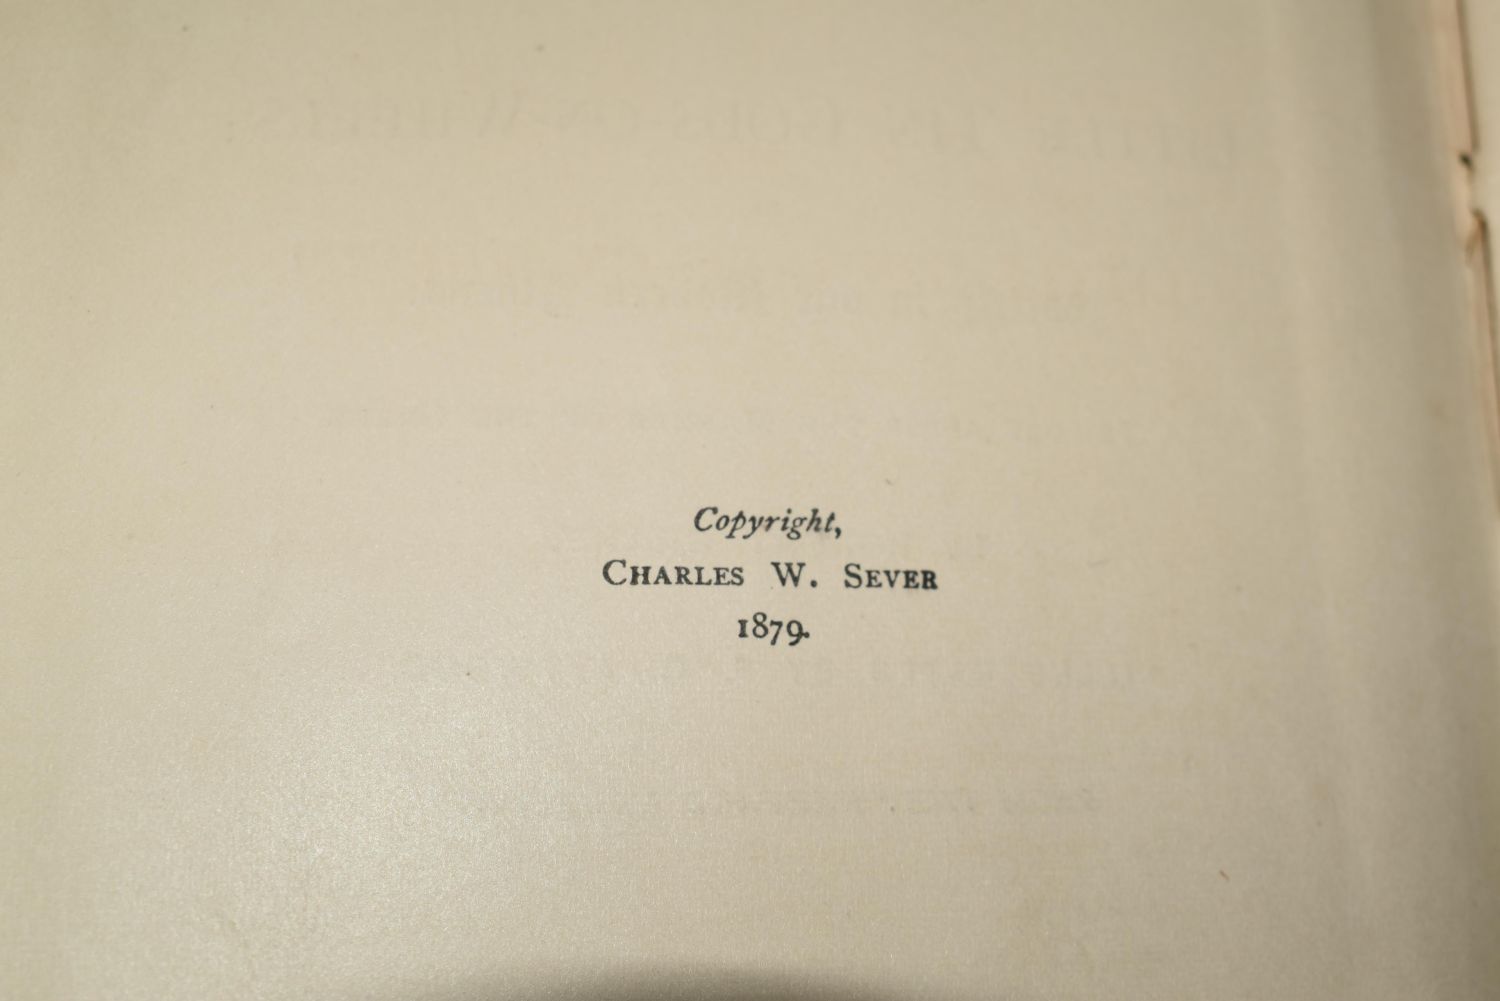 Copyright,
CHARLES W. SEVER
1879.